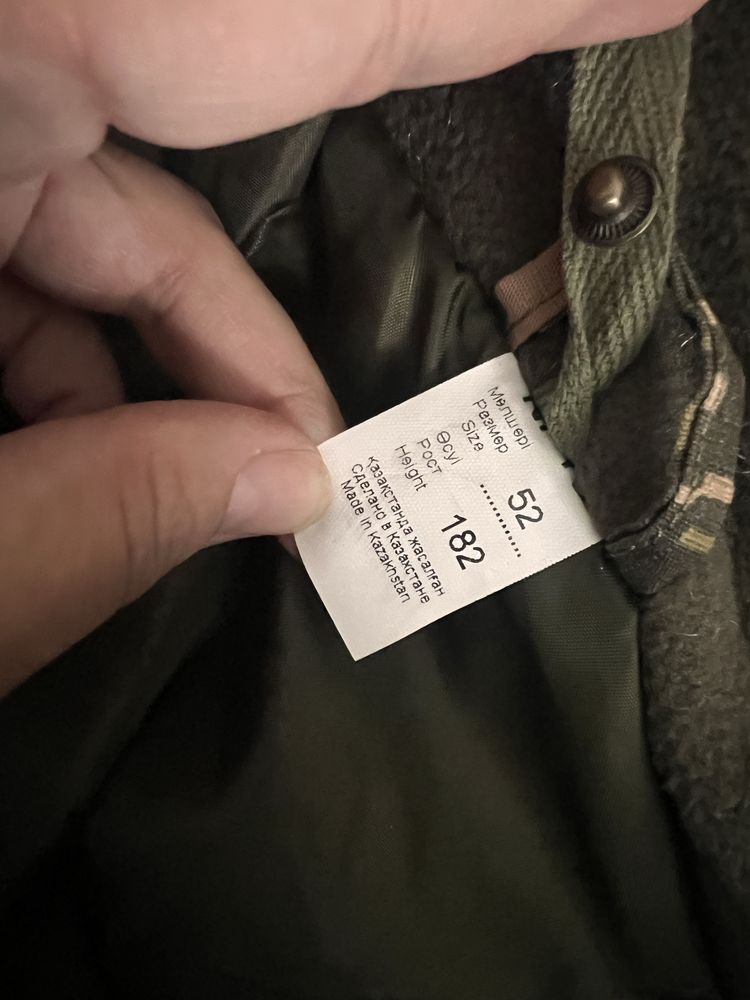 Мөлшері
Размер
Size 52
Өсуі
Рост
Height 182
Қазақстанда жасалған
Сделано в Казахстане
Made in Kazakhstan